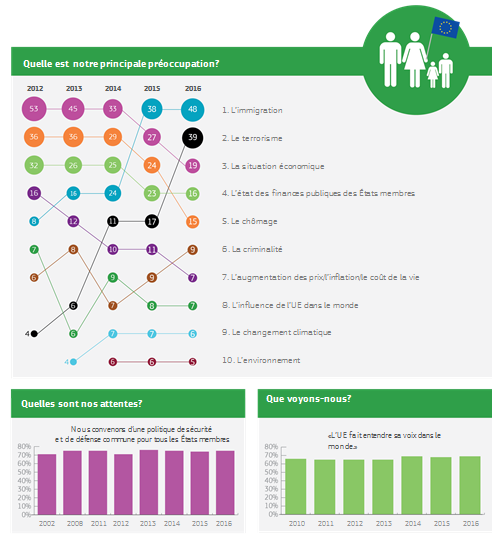 Quelle est notre principale préoccupation?
2012 2013 2014 2015 2016
53 45 33 38 48 1. L'immigration
36 36 29 27 39 2. Le terrorisme
32 26 25 24 19 3. La situation économique
16 16 24 23 16 4. L'état des finances publiques des États membres
8 12 11 17 15 5. Le chômage
7 8 10 11 9 6. La criminalité
6 9 9 7 7. L'augmentation des prix/l'inflation/le coût de la vie
6 7 8 7 8. L'influence de l'UE dans le monde
4 6 7 7 6 9. Le changement climatique
4 6 6 5 10. L'environnement
Quelles sont nos attentes?
Nous convenons d'une politique de sécurité
et de défense commune pour tous les États membres
80%
70%
60%
50%
40%
30%
20%
10%
0%
2002 2008 2011 2012 2013 2014 2015 2016
Que voyons-nous?
«L'UE fait entendre sa voix dans le
monde»
80%
70%
60%
50%
40%
30%
20%
10%
0%
2010 2011 2012 2013 2014 2015 2016